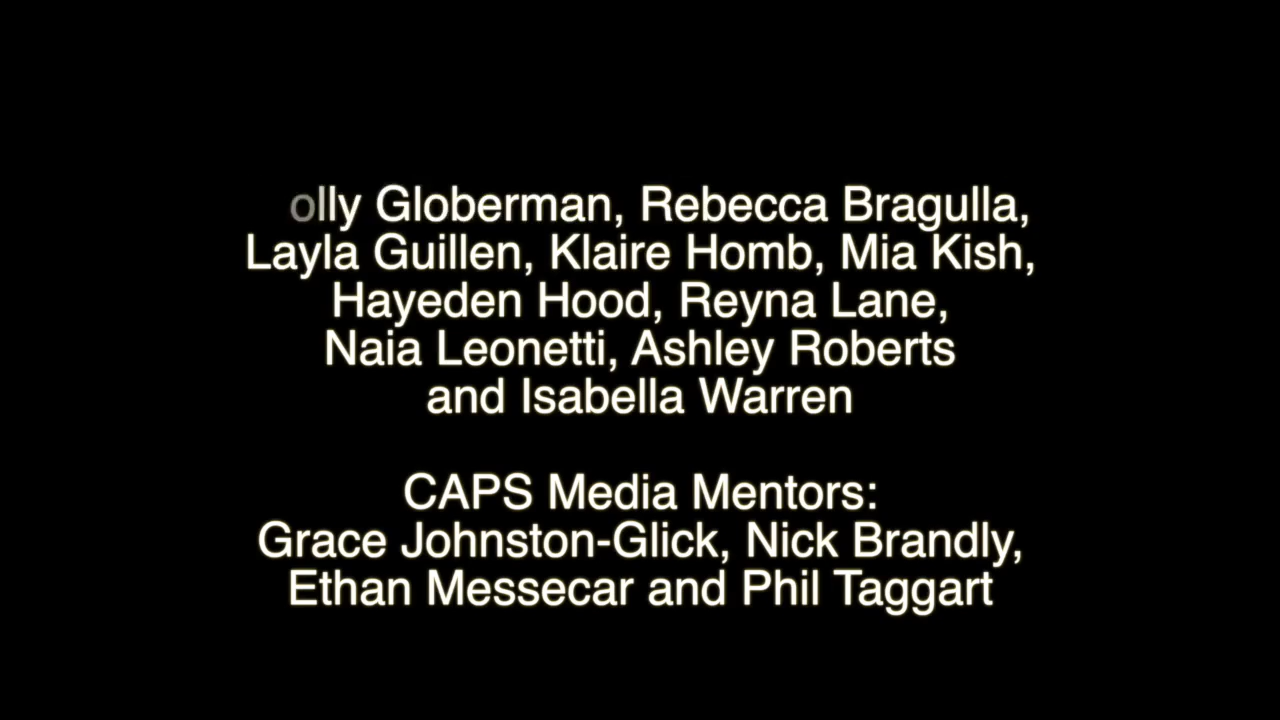 olly Globerman, Rebecca Bragulla,
Layla Guillen, Klaire Homb, Mia Kish,
Hayeden Hood, Reyna Lane,
Naia Leonetti, Ashley Roberts
and Isabella Warren
CAPS Media Mentors:
Grace Johnston-Glick, Nick Brandly,
Ethan Messecar and Phil Taggart